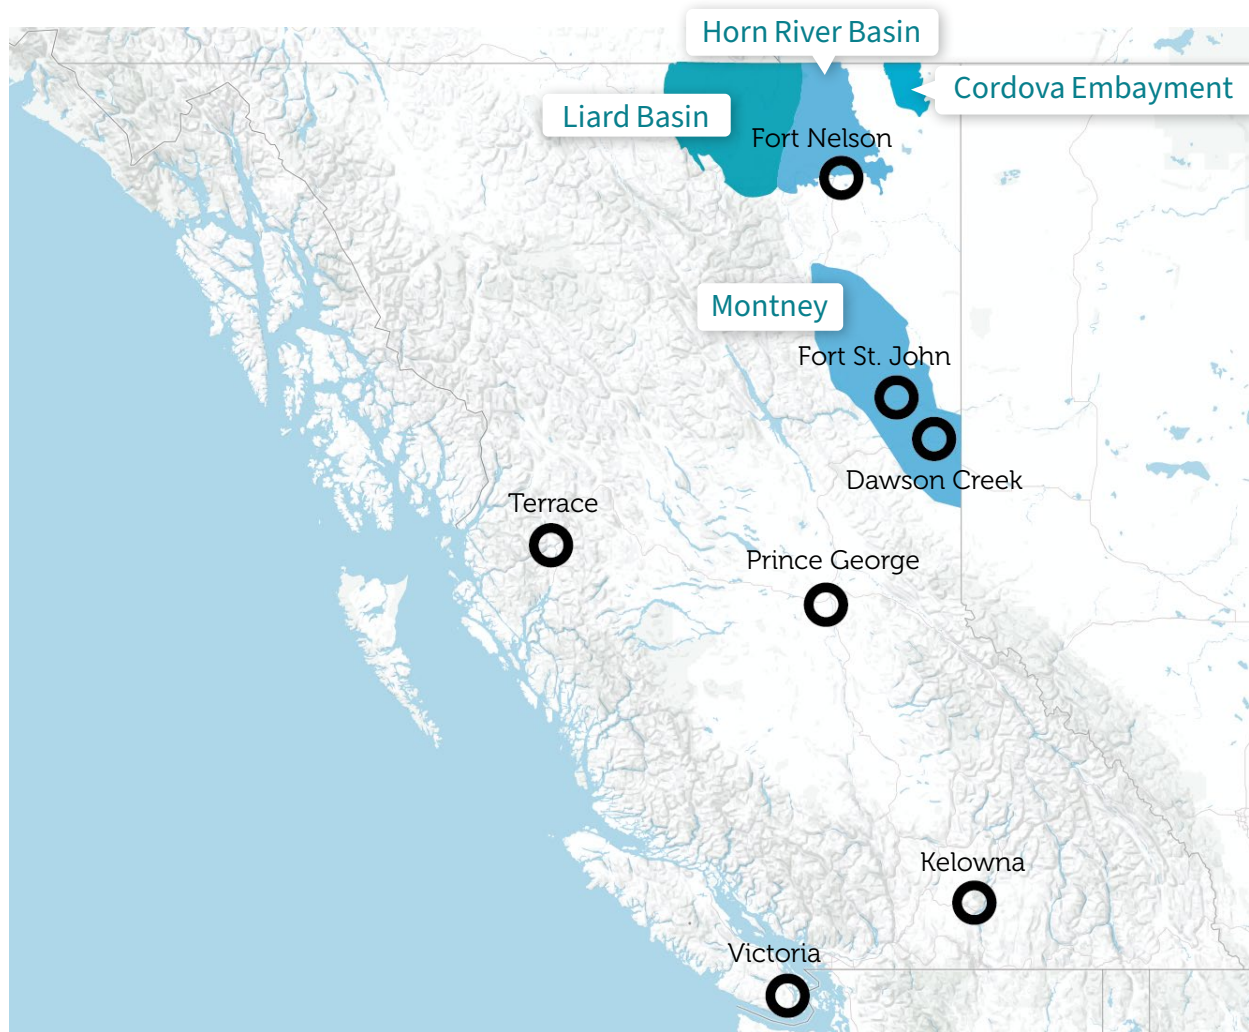 Horn River Basin
Cordova Embayment
Liard Basin
Fort Nelson
Montney
Fort St. John
Dawson Creek
Terrace
Prince George
Kelowna
Victoria